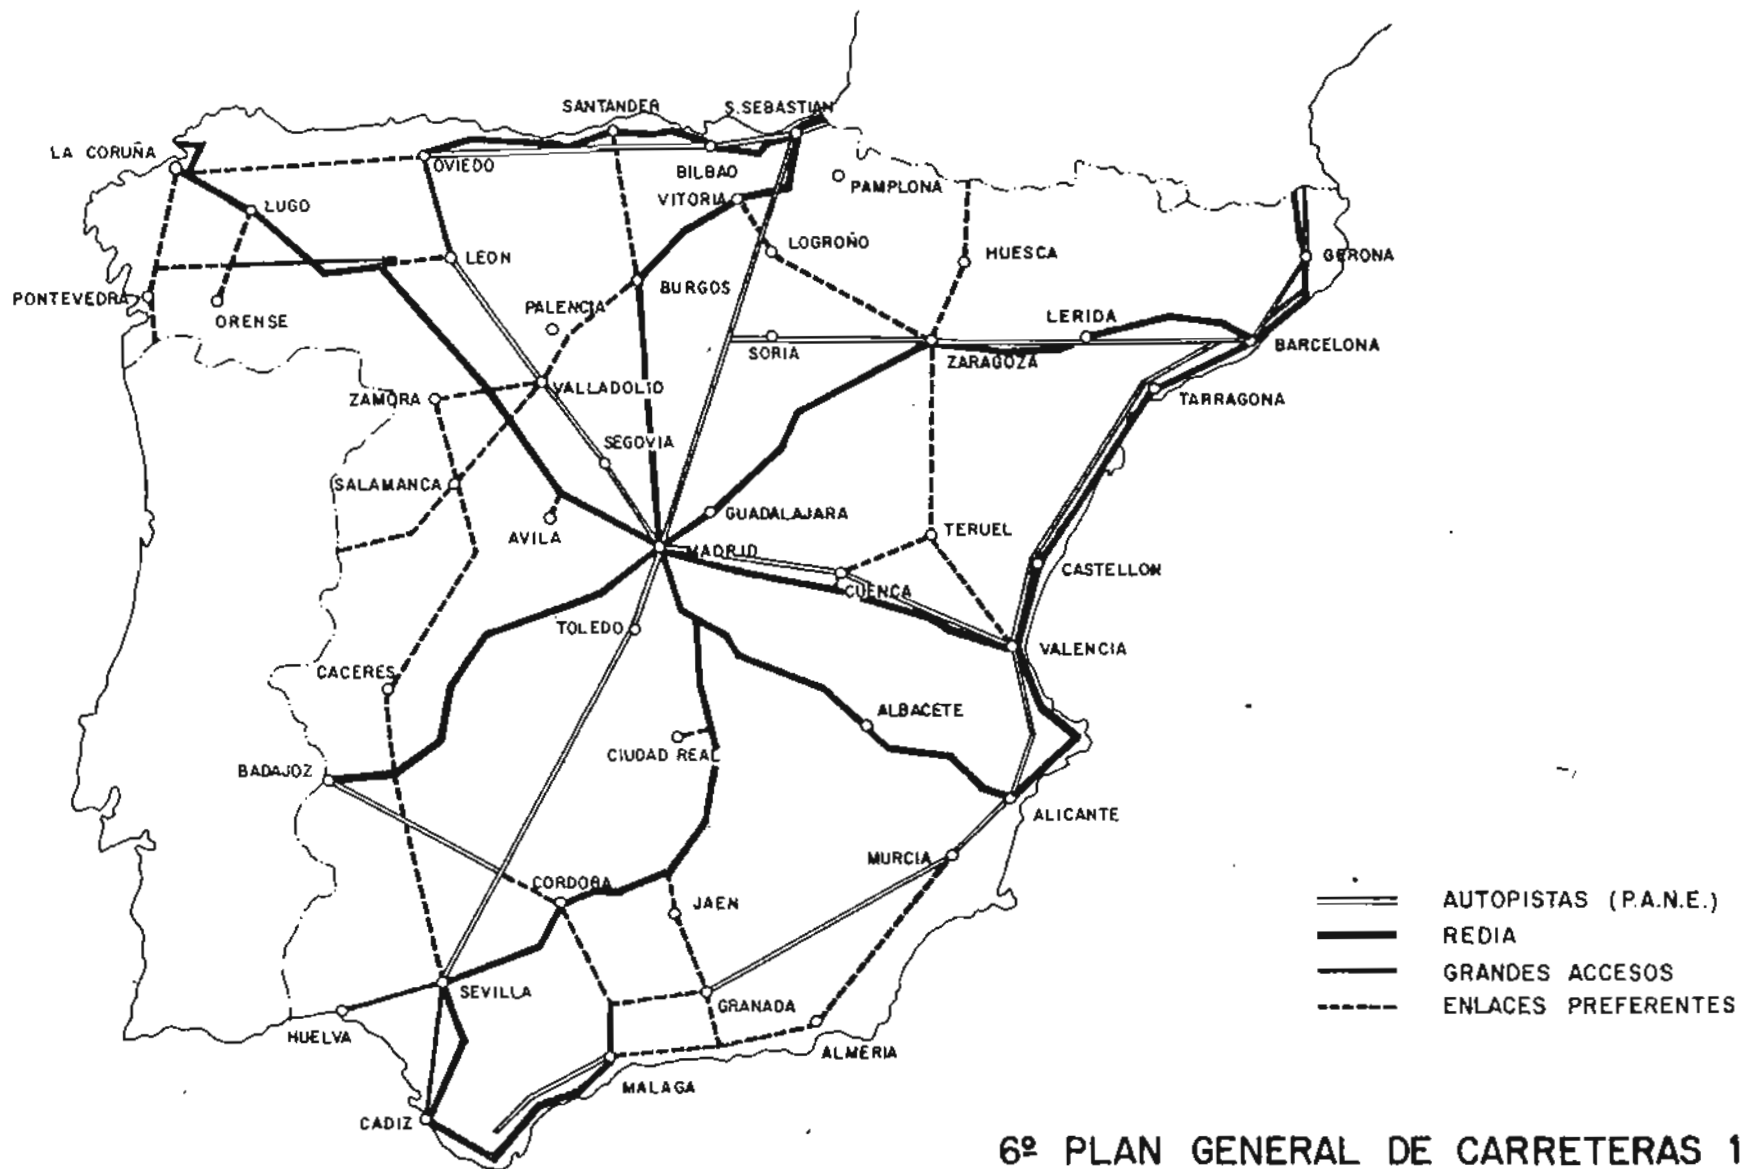 SANTANDER
S.SEBASTIAN
LA CORUÑA
OVIEDO
BILBAO
PAMPLONA
LUGO
VITORIA
LOGROÑO
HUESCA
LEON
GERONA
PONTEVEDRA
ORENSE
PALENCIA
BURGOS
SORIA
LERIDA
ZARAGOZA
BARCELONA
ZAMORA
VALLADOLID
TARRAGONA
SEGOVIA
SALAMANCA
AVILA
GUADALAJARA
TERUEL
MADRID
CUENCA
CASTELLON
TOLEDO
VALENCIA
CACERES
ALBACETE
CIUDAD REAL
BADAJOZ
ALICANTE
MURCIA
CORDOBA
JAEN
SEVILLA
GRANADA
HUELVA
ALMERIA
MALAGA
CADIZ
AUTOPISTAS (P.A.N.E.)
REDIA
GRANDES ACCESOS
ENLACES PREFERENTES
6º PLAN GENERAL DE CARRETERAS 1